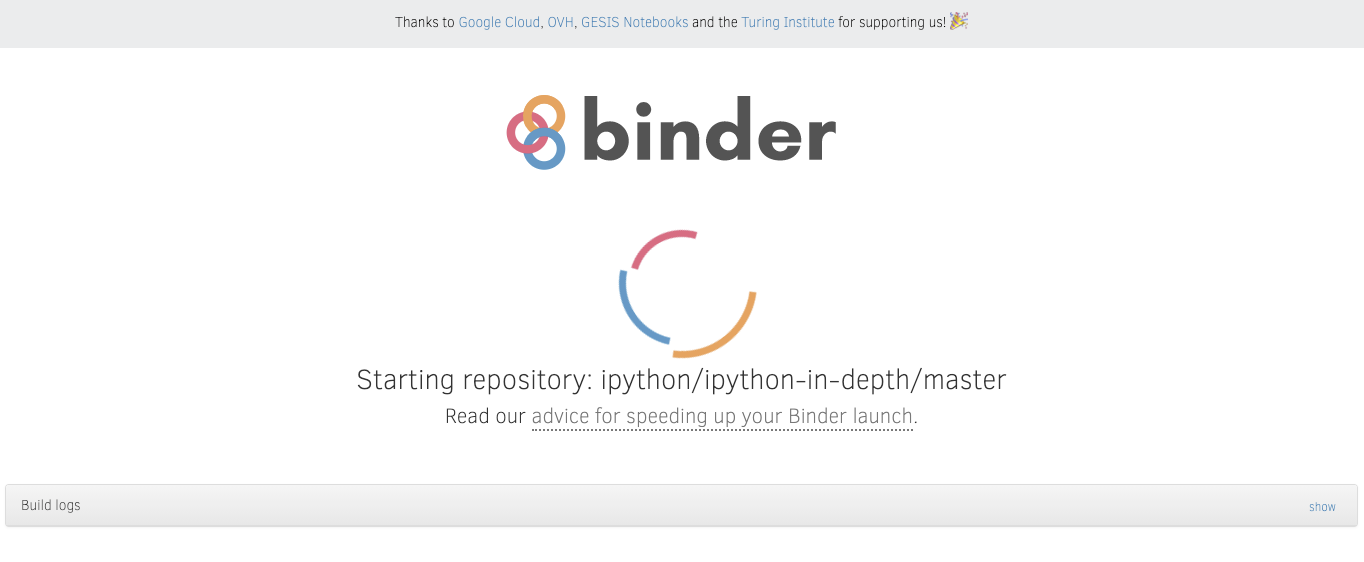 Thanks to Google Cloud, OVH, GESIS Notebooks and the Turing Institute for supporting us! 🎉
binder
Starting repository: ipython/ipython-in-depth/master
Read our advice for speeding up your Binder launch.
Build logs show